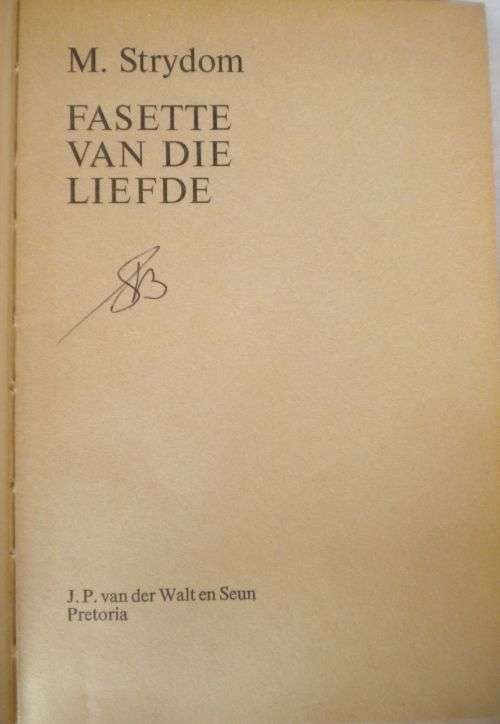 M. Strydom
FASETTE
VAN DIE
LIEFDE
J. P. van der Walt en Seun
Pretoria